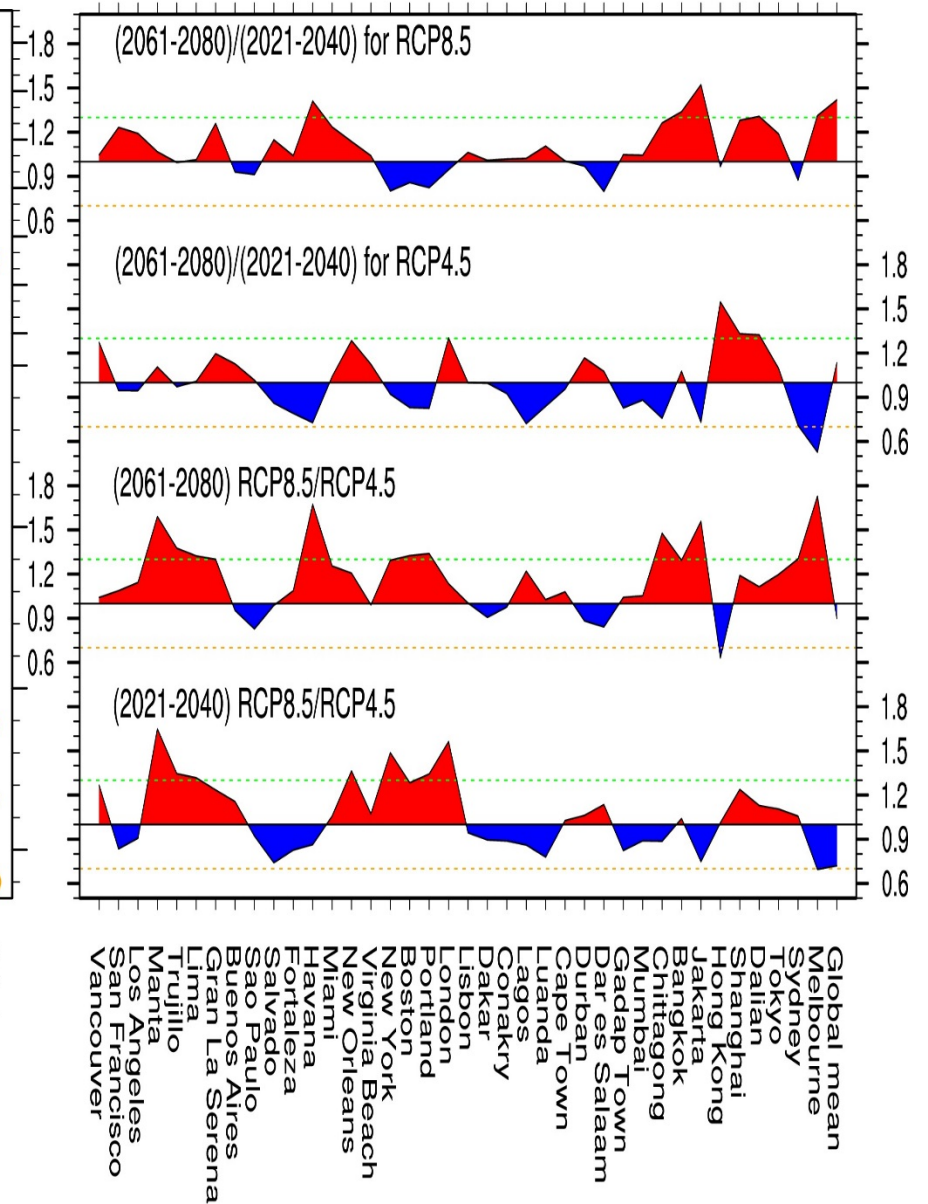 (2061-2080)/(2021-2040) for RCP8.5
1.8
1.5
1.2
0.9
0.6
(2061-2080)/(2021-2040) for RCP4.5
1.8
1.5
1.2
0.9
0.6
(2061-2080) RCP8.5/RCP4.5
1.8
1.5
1.2
0.9
0.6
(2021-2040) RCP8.5/RCP4.5
1.8
1.5
1.2
0.9
0.6
Vancouver
San Francisco
Los Angeles
Manta
Trujillo
Lima
Gran La Serena
Buenos Aires
Sao Paulo
Salvado
Fortaleza
Havana
Miami
New Orleans
Virginia Beach
New York
Boston
Portland
London
Lisbon
Dakar
Conakry
Lagos
Luanda
Cape Town
Durban
Dar es Salaam
Gadap Town
Mumbai
Chittagong
Bangkok
Jakarta
Hong Kong
Shanghai
Dalian
Tokyo
Sydney
Melbourne
Global mean